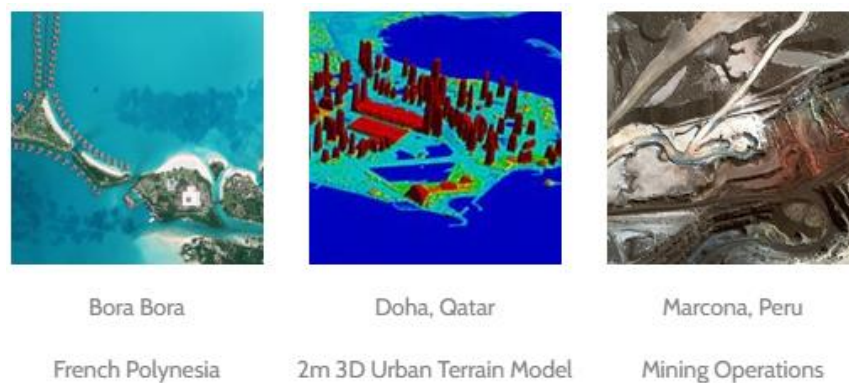 Bora Bora
French Polynesia
Doha, Qatar
2m 3D Urban Terrain Model
Marcona, Peru
Mining Operations